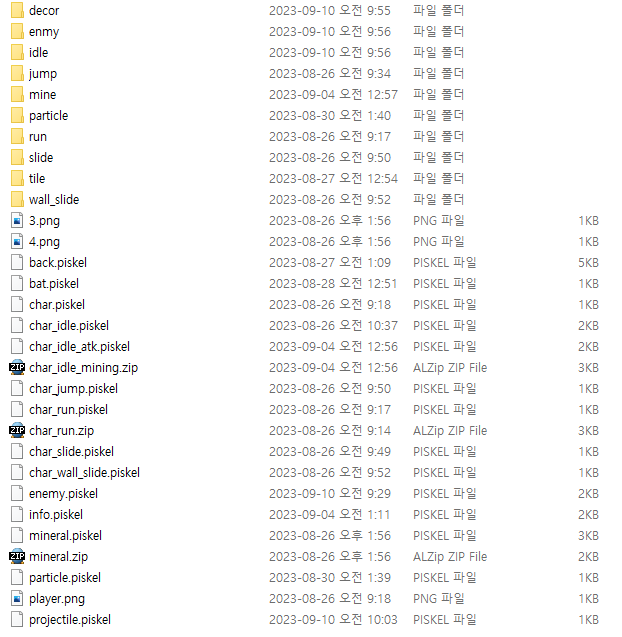 decor 2023-09-10 오전 9:55 파일 폴더
enmy 2023-09-10 오전 9:56 파일 폴더
idle 2023-09-10 오전 9:56 파일 폴더
jump 2023-08-26 오전 9:34 파일 폴더
mine 2023-09-04 오전 12:57 파일 폴더
particle 2023-08-30 오전 1:40 파일 폴더
run 2023-08-26 오전 9:17 파일 폴더
slide 2023-08-26 오전 9:50 파일 폴더
tile 2023-08-27 오전 12:54 파일 폴더
wall_slide 2023-08-26 오전 9:52 파일 폴더
3.png 2023-08-26 오후 1:56 PNG 파일 1KB
4.png 2023-08-26 오후 1:56 PNG 파일 1KB
back.piskel 2023-08-27 오전 1:09 PISKEL 파일 5KB
bat.piskel 2023-08-28 오전 12:51 PISKEL 파일 1KB
char.piskel 2023-08-26 오전 9:18 PISKEL 파일 1KB
char_idle.piskel 2023-08-26 오전 10:37 PISKEL 파일 2KB
char_idle_atk.piskel 2023-09-04 오전 12:56 PISKEL 파일 2KB
ZIP char_idle_mining.zip 2023-09-04 오전 12:56 ALZip ZIP File 3KB
char_jump.piskel 2023-08-26 오전 9:50 PISKEL 파일 1KB
char_run.piskel 2023-08-26 오전 9:17 PISKEL 파일 1KB
ZIP char_run.zip 2023-08-26 오전 9:14 ALZip ZIP File 3KB
char_slide.piskel 2023-08-26 오전 9:49 PISKEL 파일 1KB
char_wall_slide.piskel 2023-08-26 오전 9:52 PISKEL 파일 1KB
enemy.piskel 2023-09-10 오전 9:29 PISKEL 파일 2KB
info.piskel 2023-09-04 오전 1:11 PISKEL 파일 2KB
mineral.piskel 2023-08-26 오후 1:56 PISKEL 파일 3KB
ZIP mineral.zip 2023-08-26 오후 1:56 ALZip ZIP File 2KB
particle.piskel 2023-08-30 오전 1:39 PISKEL 파일 1KB
player.png 2023-08-26 오전 9:18 PNG 파일 1KB
projectile.piskel 2023-09-10 오전 10:03 PISKEL 파일 1KB